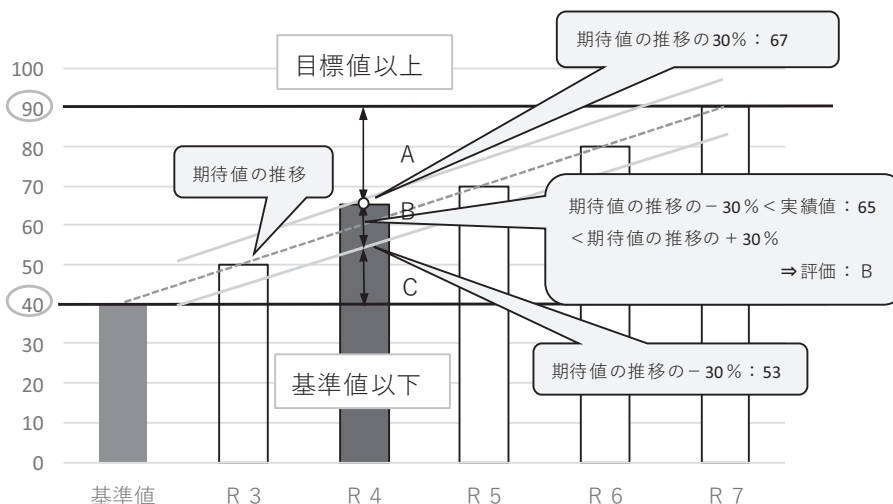 期待値の推移の30%：67
目標値以上
100
90
80
70
60
50
40
30
20
10
0
期待値の推移
A
B
C
期待値の推移の－30%＜実績値：65
＜期待値の推移の＋30%
⇒評価：B
期待値の推移の－30%：53
基準値以下
基準値
R3
R4
R5
R6
R7